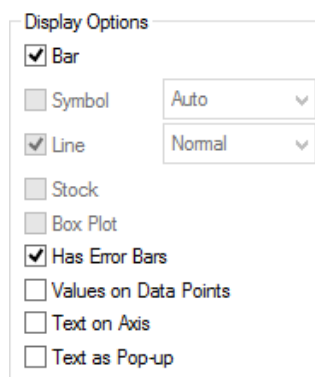 Display Options
Bar
Symbol Auto
Line Normal
Stock
Box Plot
Has Error Bars
Values on Data Points
Text on Axis
Text as Pop-up